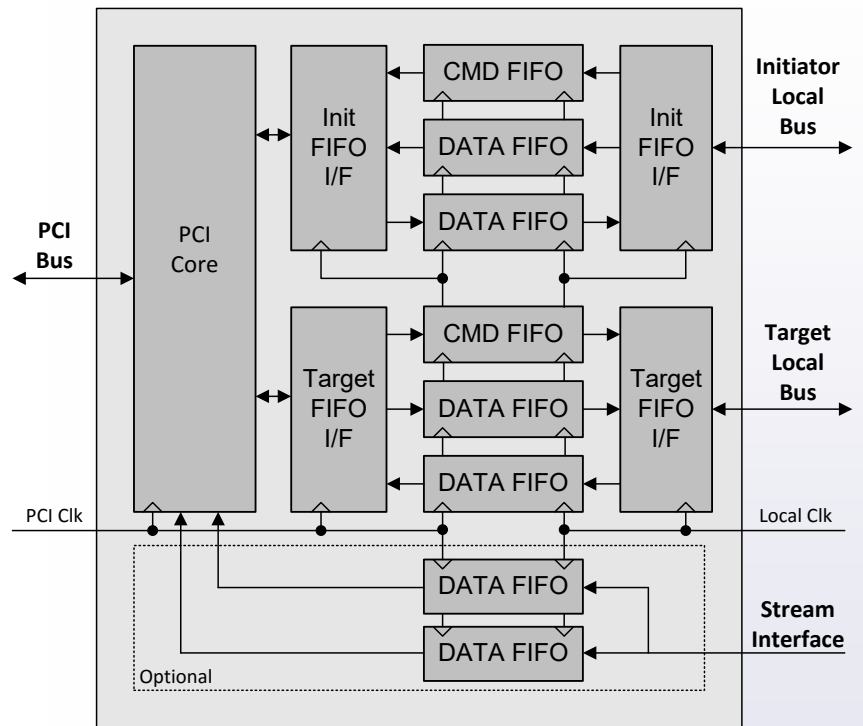 CMD FIFO
DATA FIFO
DATA FIFO
Init
FIFO
I/F
Init
FIFO
I/F
Initiator
Local
Bus
PCI
Bus
PCI
Core
CMD FIFO
DATA FIFO
DATA FIFO
Target
FIFO
I/F
Target
FIFO
I/F
Target
Local
Bus
PCI Clk
Local Clk
DATA FIFO
DATA FIFO
Stream
Interface
Optional